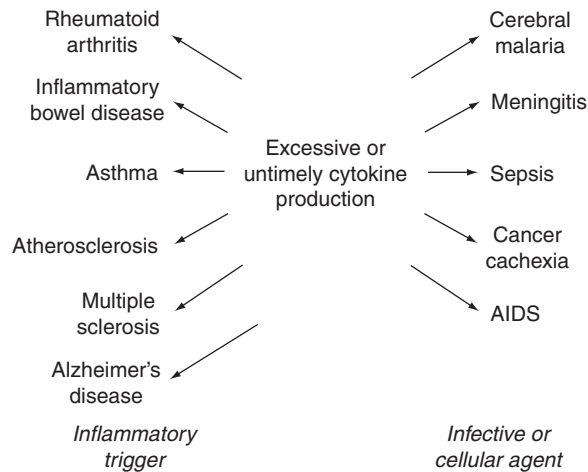 Rheumatoid
arthritis
Inflammatory
bowel disease
Asthma
Atherosclerosis
Multiple
sclerosis
Alzheimer's
disease
Inflammatory
trigger
Excessive or
untimely cytokine
production
Cerebral
malaria
Meningitis
Sepsis
Cancer
cachexia
AIDS
Infective or
cellular agent